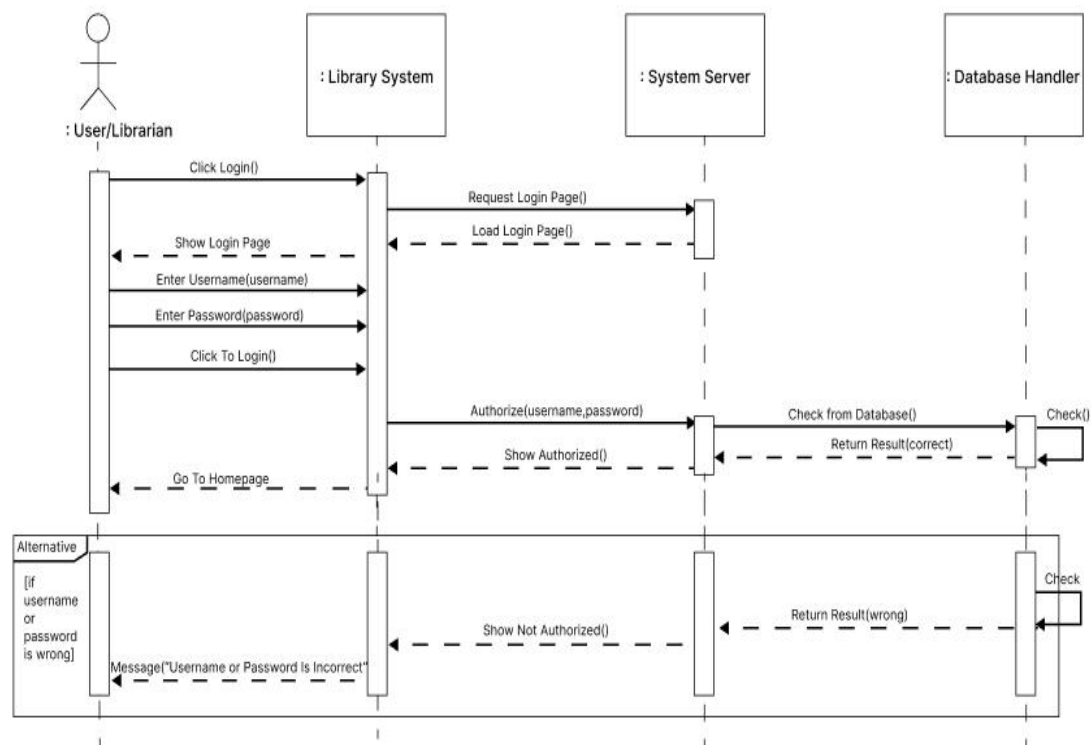 : User/Librarian
: Library System
: System Server
: Database Handler
Click Login()
Request Login Page()
Load Login Page()
Show Login Page
Enter Username(username)
Enter Password(password)
Click To Login()
Authorize(username,password)
Check from Database()
Check()
Return Result(correct)
Show Authorized()
Go To Homepage
Alternative
[if
username
or
password
is wrong]
Check
Return Result(wrong)
Show Not Authorized()
Message("Username or Password Is Incorrect"